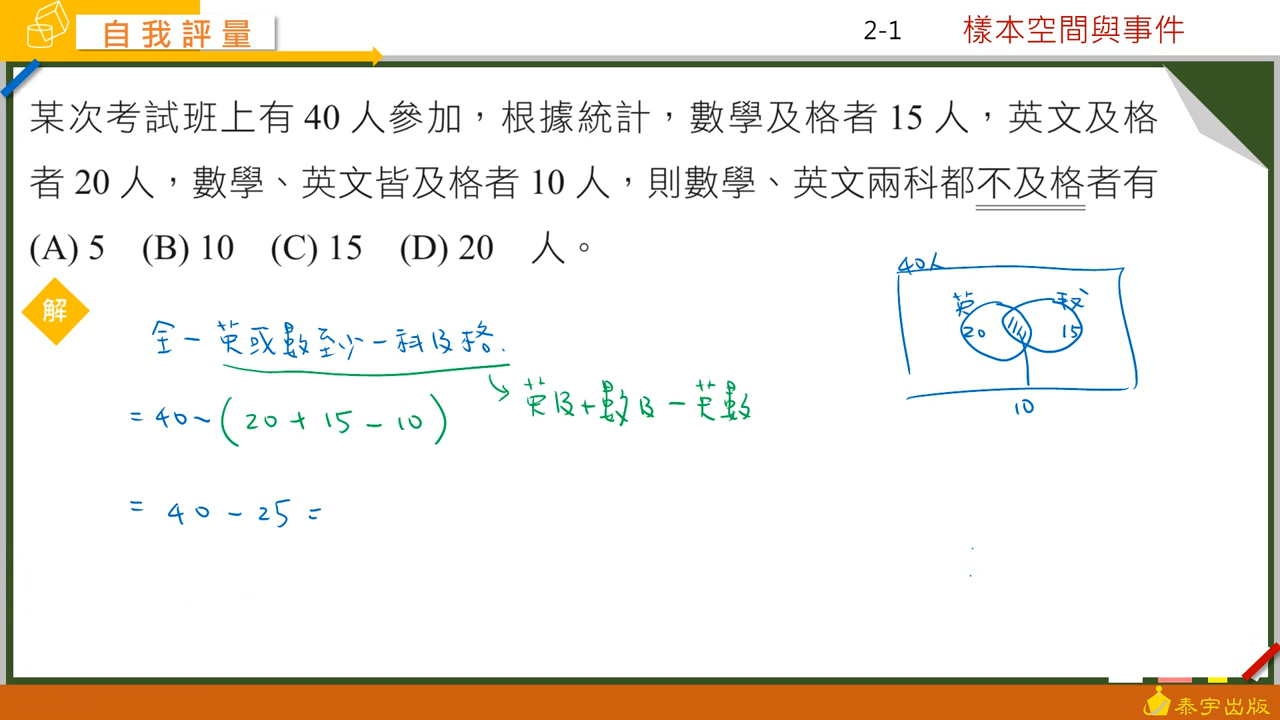 自我評量
2-1 樣本空間與事件
某次考試班上有 40 人參加，根據統計，數學及格者 15 人，英文及格
者 20 人，數學、英文皆及格者 10 人，則數學、英文兩科都不及格者有
(A) 5 (B) 10 (C) 15 (D) 20 人。
解
全－英或數至少一科及格.
= 40 - (20 + 15 - 10)
英及+數及－英數
= 40 - 25 =
40人
英
20 15
10
泰宇出版